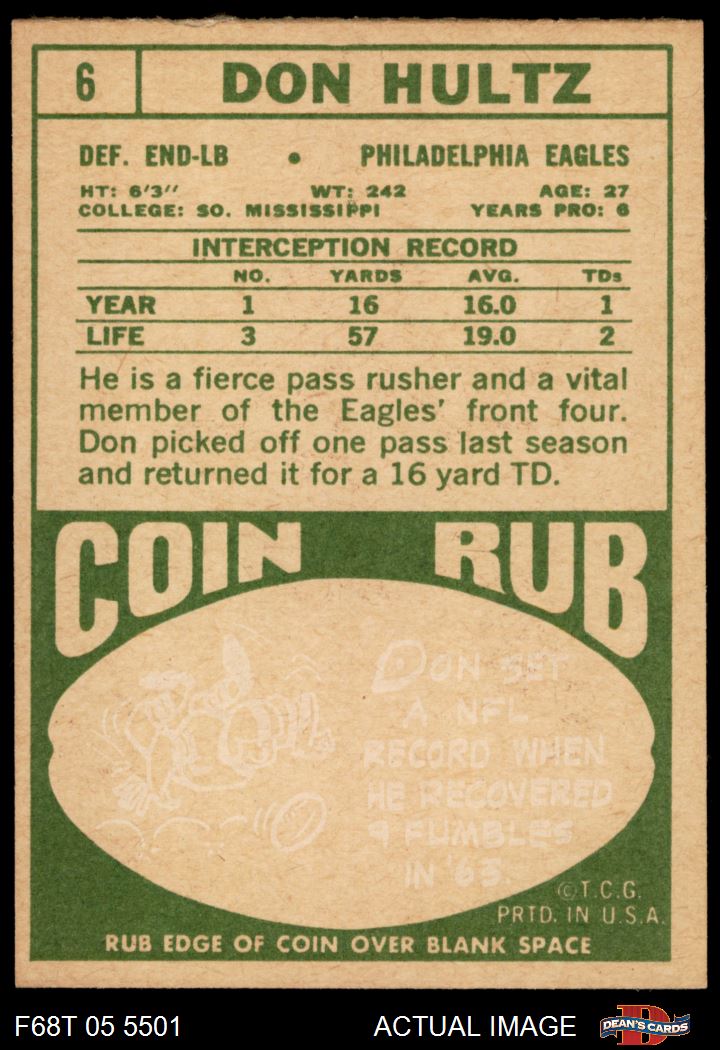 6 DON HULTZ
DEF. END-LB • PHILADELPHIA EAGLES
HT: 6'3'' WT: 242 AGE: 27
COLLEGE: SO. MISSISSIPPI YEARS PRO: 6
INTERCEPTION RECORD
NO. YARDS AVG. TDs
YEAR 1 16 16.0 1
LIFE 3 57 19.0 2
He is a fierce pass rusher and a vital
member of the Eagles' front four.
Don picked off one pass last season
and returned it for a 16 yard TD.
COIN RUB
DON SET
A NFL
RECORD WHEN
HE RECOVERED
9 FUMBLES
IN '63.
©T.C.G.
PRTD. IN U.S.A.
RUB EDGE OF COIN OVER BLANK SPACE
F68T 05 5501 ACTUAL IMAGE D DEAN'S CARDS